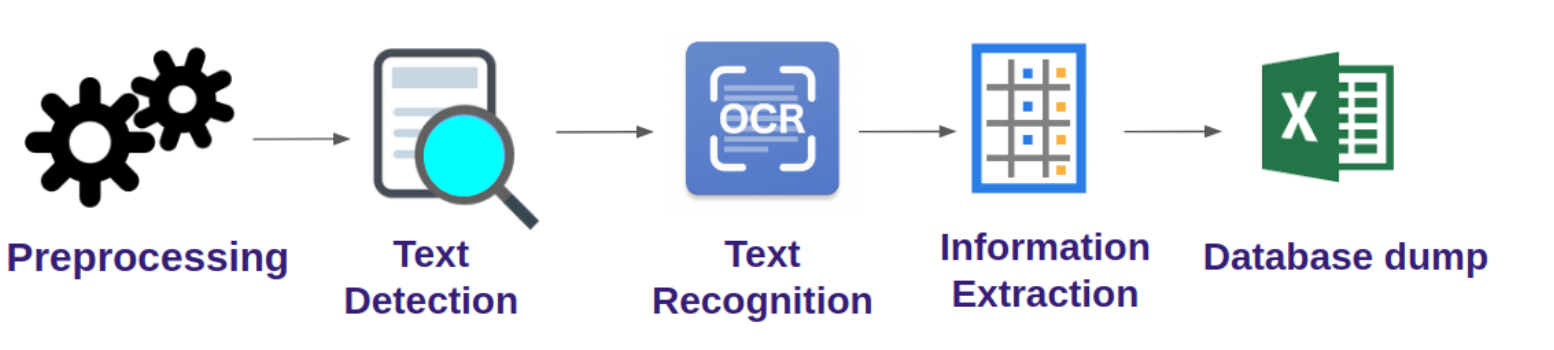 Preprocessing
Text
Detection
OCR
Text
Recognition
Information
Extraction
X
Database dump